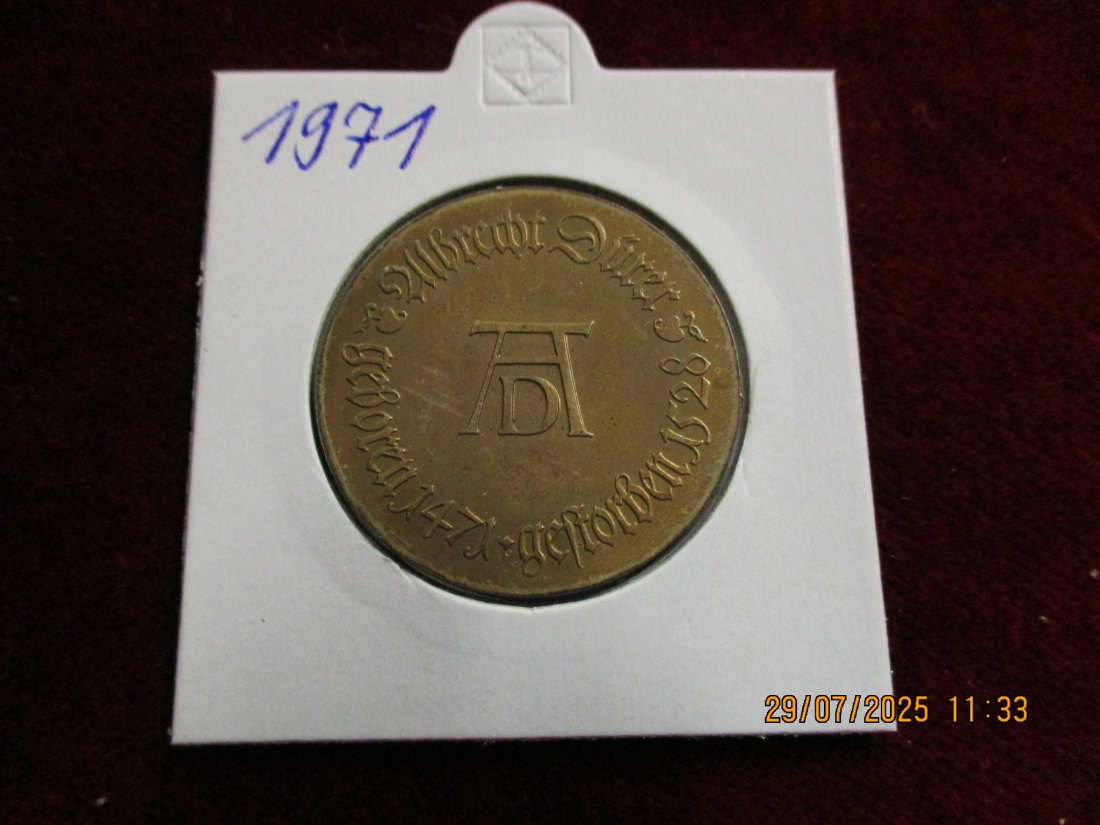 1971
Albrecht Dürer
geboren 1471 • gestorben 1528
AD
29/07/2025 11:33